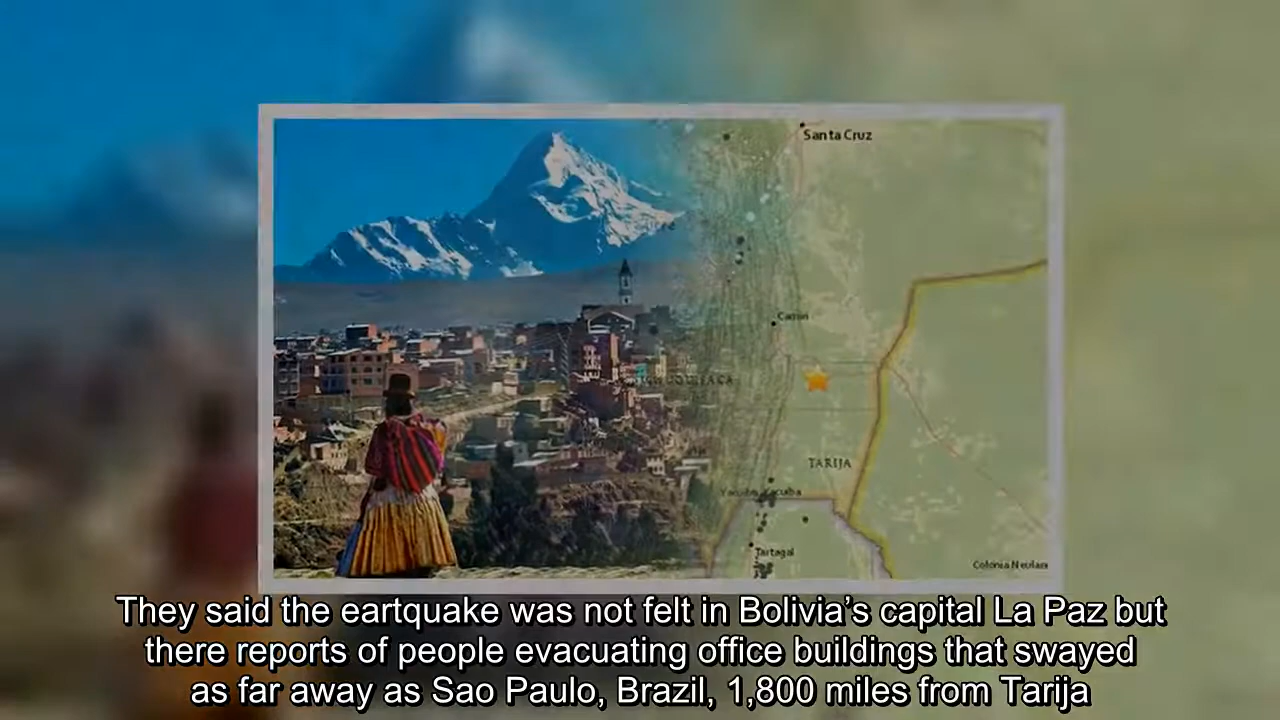 Santa Cruz
Camiri
TARIJA
Yacuiba
Tartagal
They said the eartquake was not felt in Bolivia’s capital La Paz but
there reports of people evacuating office buildings that swayed
as far away as Sao Paulo, Brazil, 1,800 miles from Tarija